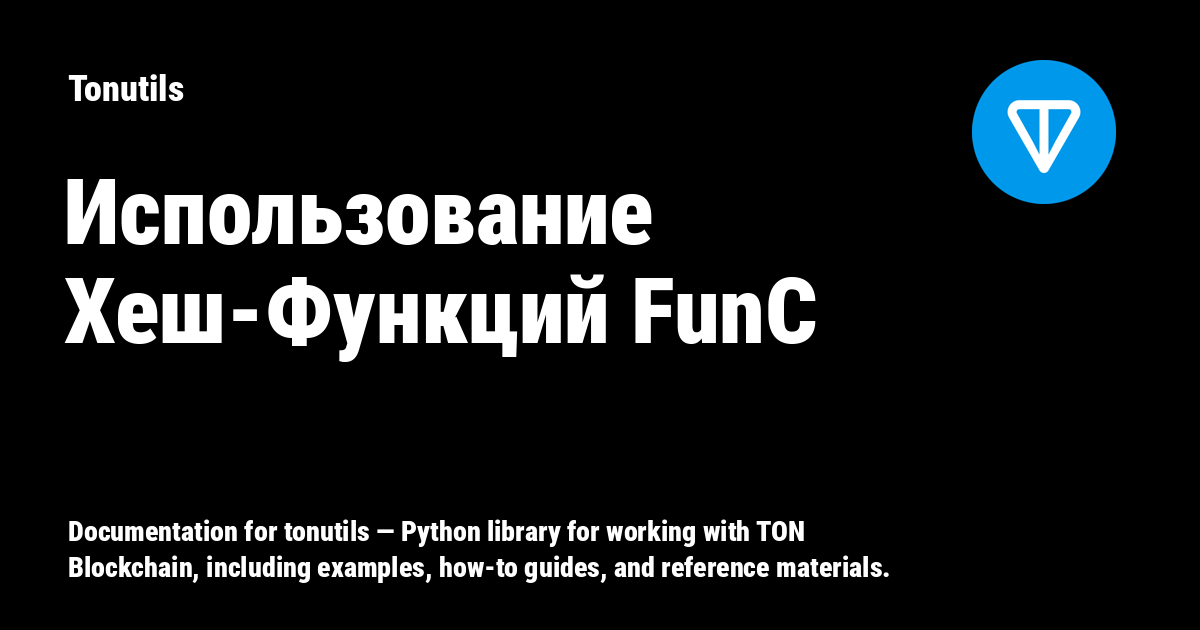 Tonutils
Использование
Хеш-Функций FunC
Documentation for tonutils — Python library for working with TON
Blockchain, including examples, how-to guides, and reference materials.